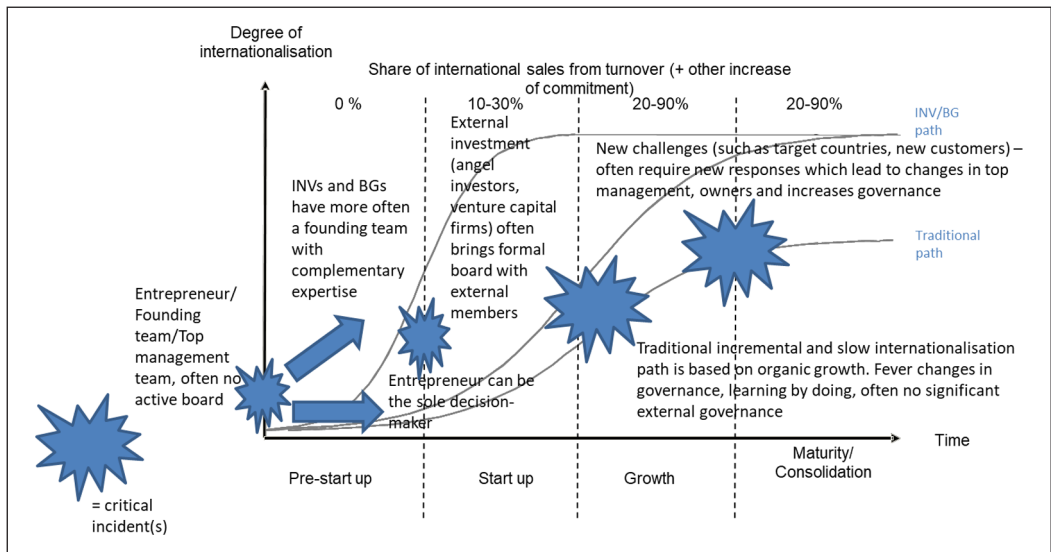 Degree of
internationalisation
Share of international sales from turnover (+ other increase
of commitment)
0 %
10-30%
20-90%
20-90%
INV/BG
path
External
investment
(angel
investors,
venture capital
firms) often
brings formal
board with
external
members
New challenges (such as target countries, new customers) –
often require new responses which lead to changes in top
management, owners and increases governance
INVs and BGs
have more often
a founding team
with
complementary
expertise
Traditional
path
Entrepreneur/
Founding
team/Top
management
team, often no
active board
Traditional incremental and slow internationalisation
path is based on organic growth. Fever changes in
governance, learning by doing, often no significant
external governance
Entrepreneur can be
the sole decision-
maker
Time
Pre-start up
Start up
Growth
Maturity/
Consolidation
= critical
incident(s)